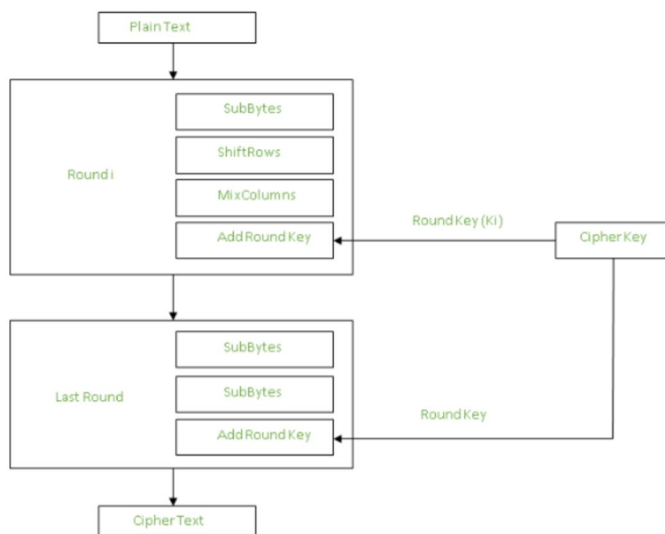 Plain Text
SubBytes
ShiftRows
Round i
MixColumns
Round Key (Ki)
Add Round Key
Cipher Key
SubBytes
Last Round
SubBytes
Round Key
Add Round Key
Cipher Text